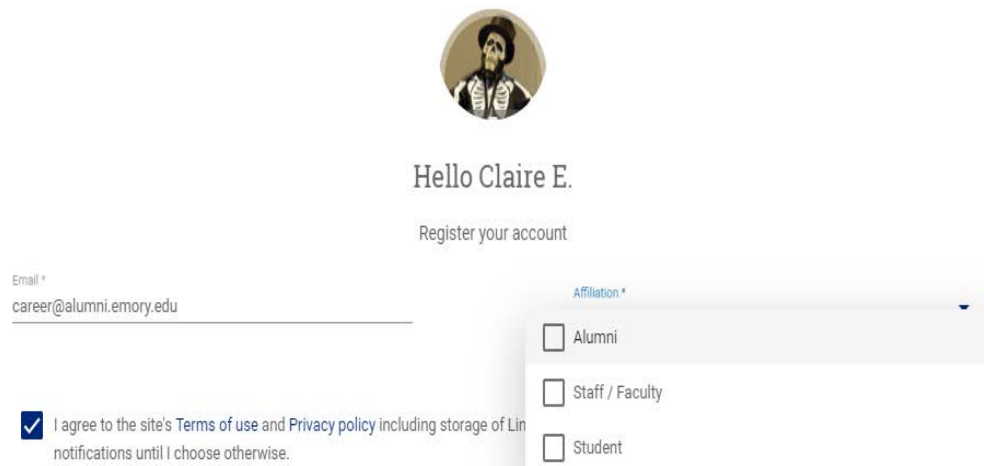 Hello Claire E.
Register your account
Email *
career@alumni.emory.edu
Affiliation *
Alumni
Staff / Faculty
Student
I agree to the site's Terms of use and Privacy policy including storage of
notifications until I choose otherwise.